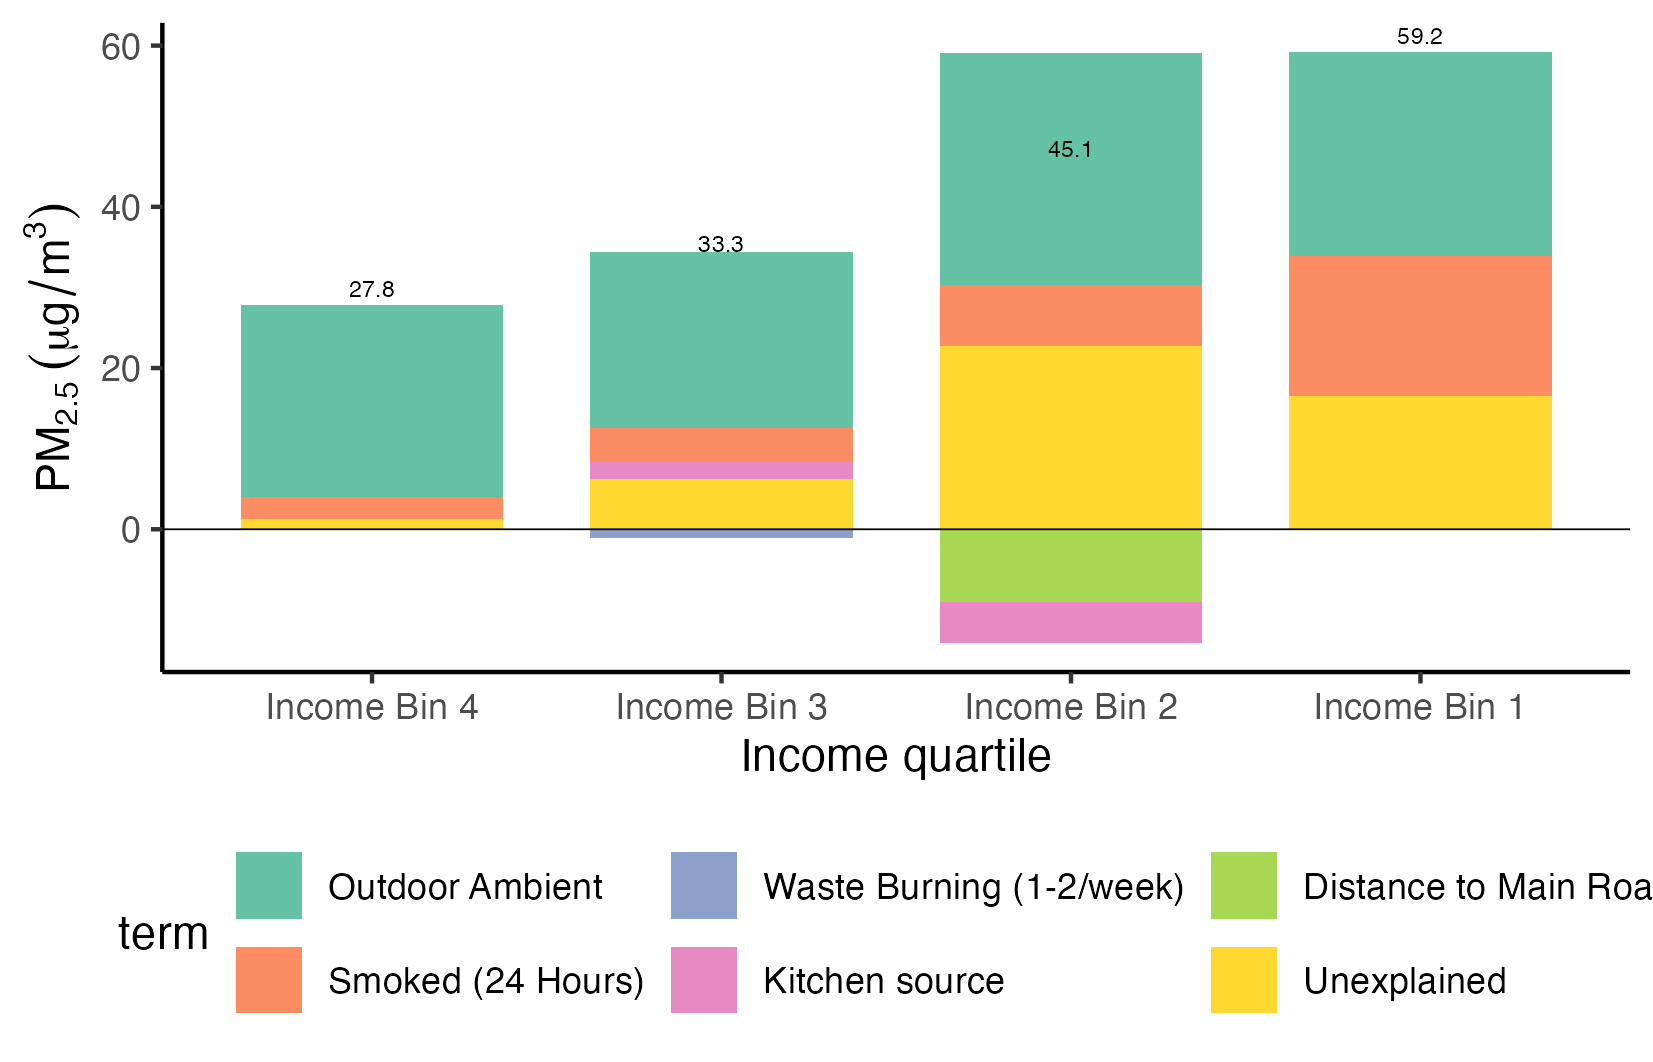 PM2.5 (μg/m³)
60
40
20
0
27.8
33.3
45.1
59.2
Income Bin 4
Income Bin 3
Income Bin 2
Income Bin 1
Income quartile
term
Outdoor Ambient
Waste Burning (1-2/week)
Distance to Main Roa
Smoked (24 Hours)
Kitchen source
Unexplained